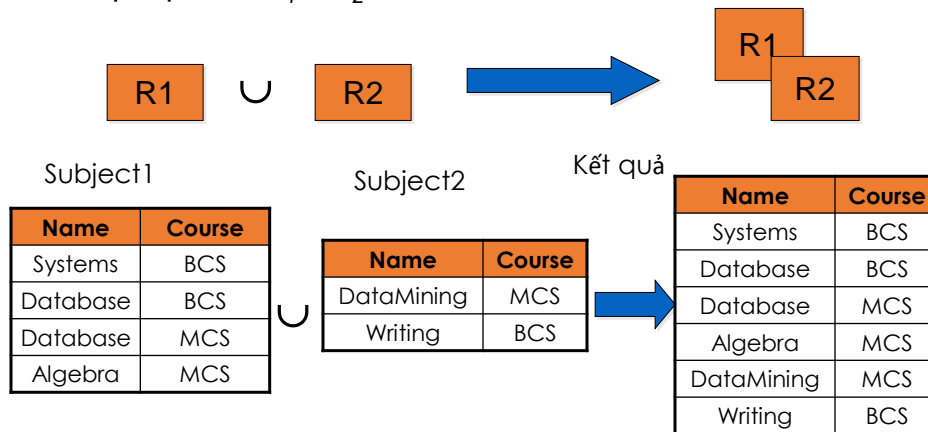 R1 ∪ R2 R1
R2
Subject1 Subject2 Kết quả
Name Course
Systems BCS
Database BCS
Database MCS
Algebra MCS
∪
Name Course
DataMining MCS
Writing BCS
Name Course
Systems BCS
Database BCS
Database MCS
Algebra MCS
DataMining MCS
Writing BCS